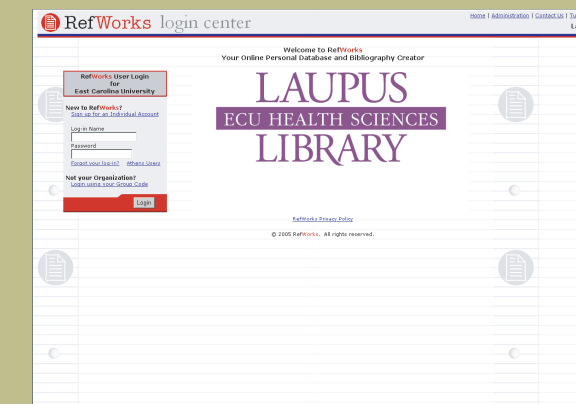 RefWorks login center
Home | Administration | Contact Us |
Welcome to RefWorks
Your Online Personal Database and Bibliography Creator
RefWorks User Login
for
East Carolina University
New to RefWorks?
Sign up for an Individual Account
Log-in Name
Password
Forgot your log-in? Athens Users
Not your Organization?
Login using your Group Code
Login
LAUPUS
ECU HEALTH SCIENCES
LIBRARY
RefWorks Privacy Policy
© 2005 RefWorks. All rights reserved.